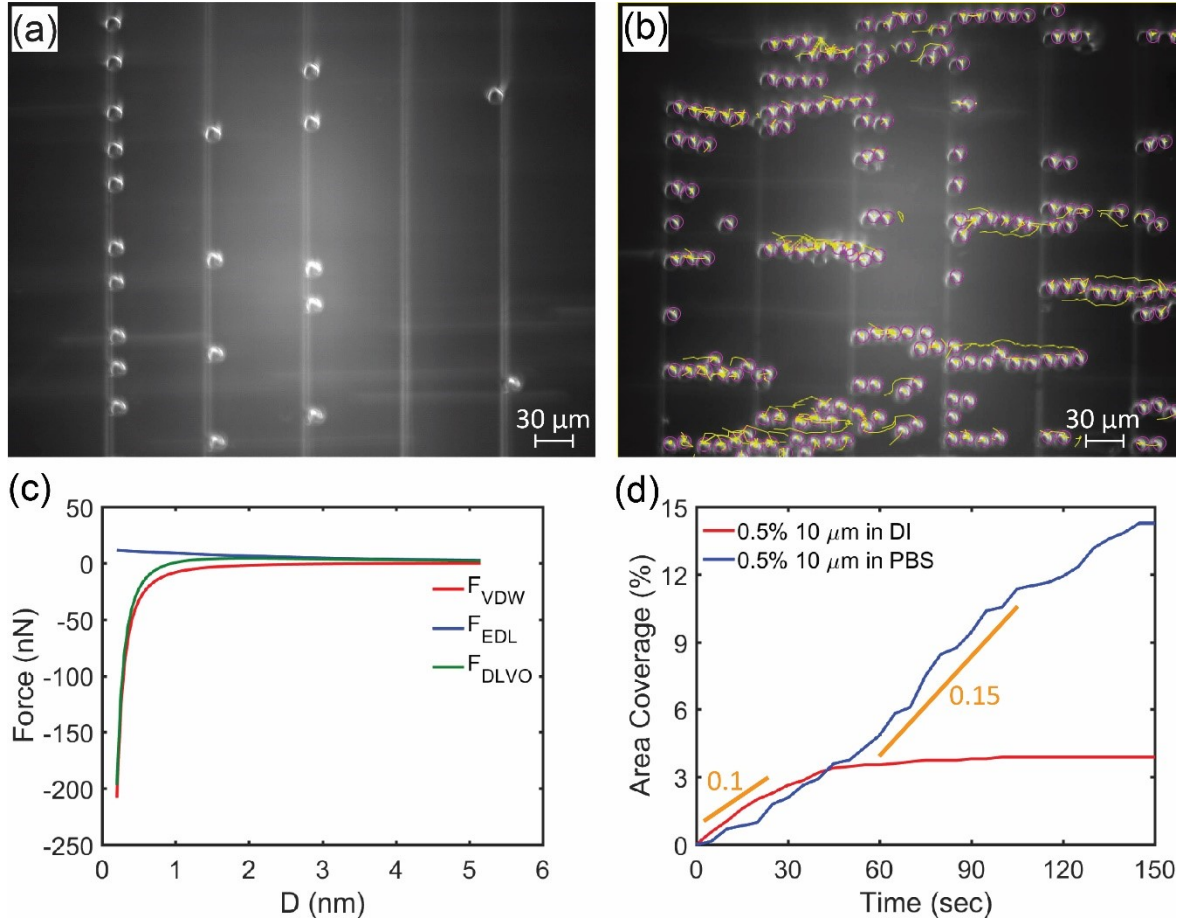 (a)
30 μm
(b)
30 μm
(c)
50
0
-50
-100
-150
-200
-250
Force (nN)
0 1 2 3 4 5 6
D (nm)
F_VDW
F_EDL
F_DLVO
(d)
15
12
9
6
3
0
Area Coverage (%)
0.5% 10 μm in DI
0.5% 10 μm in PBS
0.15
0.1
0 30 60 90 120 150
Time (sec)